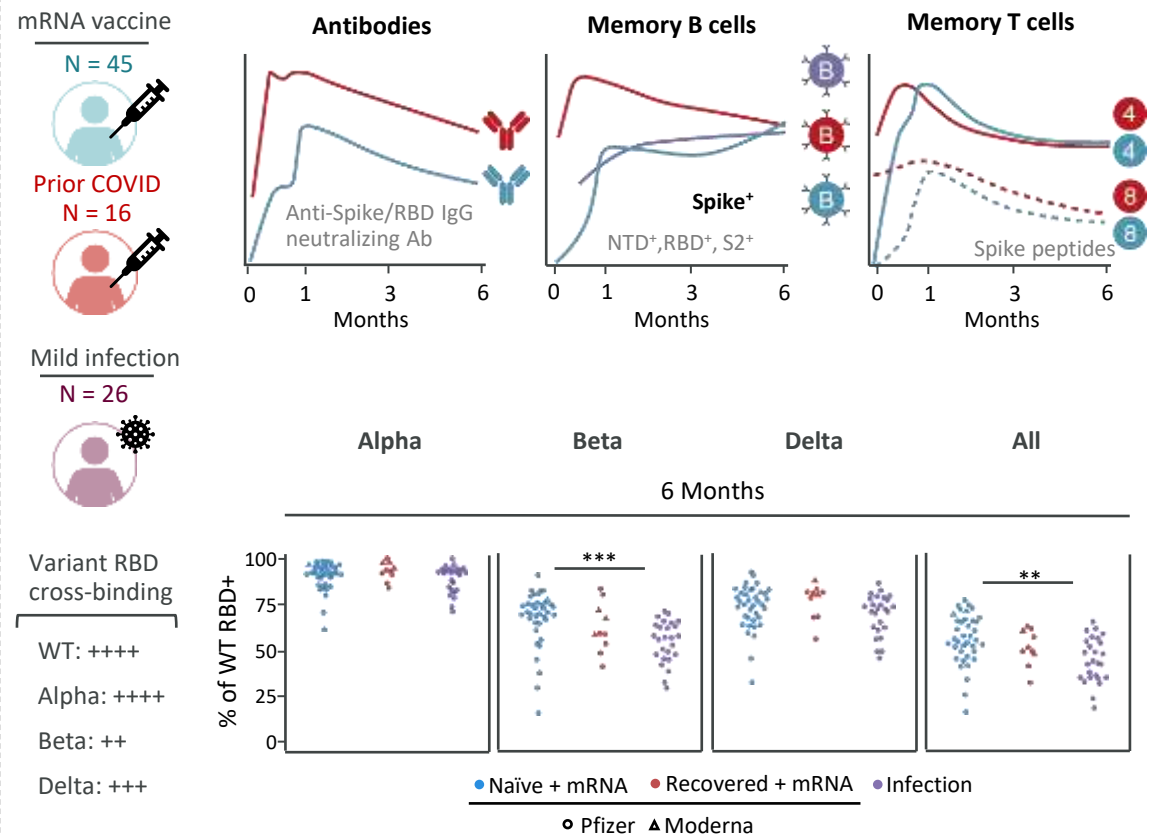 mRNA vaccine
N = 45
Prior COVID
N = 16
Mild infection
N = 26
Variant RBD
cross-binding
WT: ++++
Alpha: ++++
Beta: ++
Delta: +++
Antibodies
Anti-Spike/RBD IgG
neutralizing Ab
0 1 3 6
Months
Memory B cells
B
B
B
Spike⁺
NTD⁺,RBD⁺, S2⁺
0 1 3 6
Months
Memory T cells
4
4
8
8
Spike peptides
0 1 3 6
Months
Alpha Beta Delta All
6 Months
% of WT RBD+
100
75
50
25
0
***
**
Naïve + mRNA Recovered + mRNA Infection
Pfizer Moderna